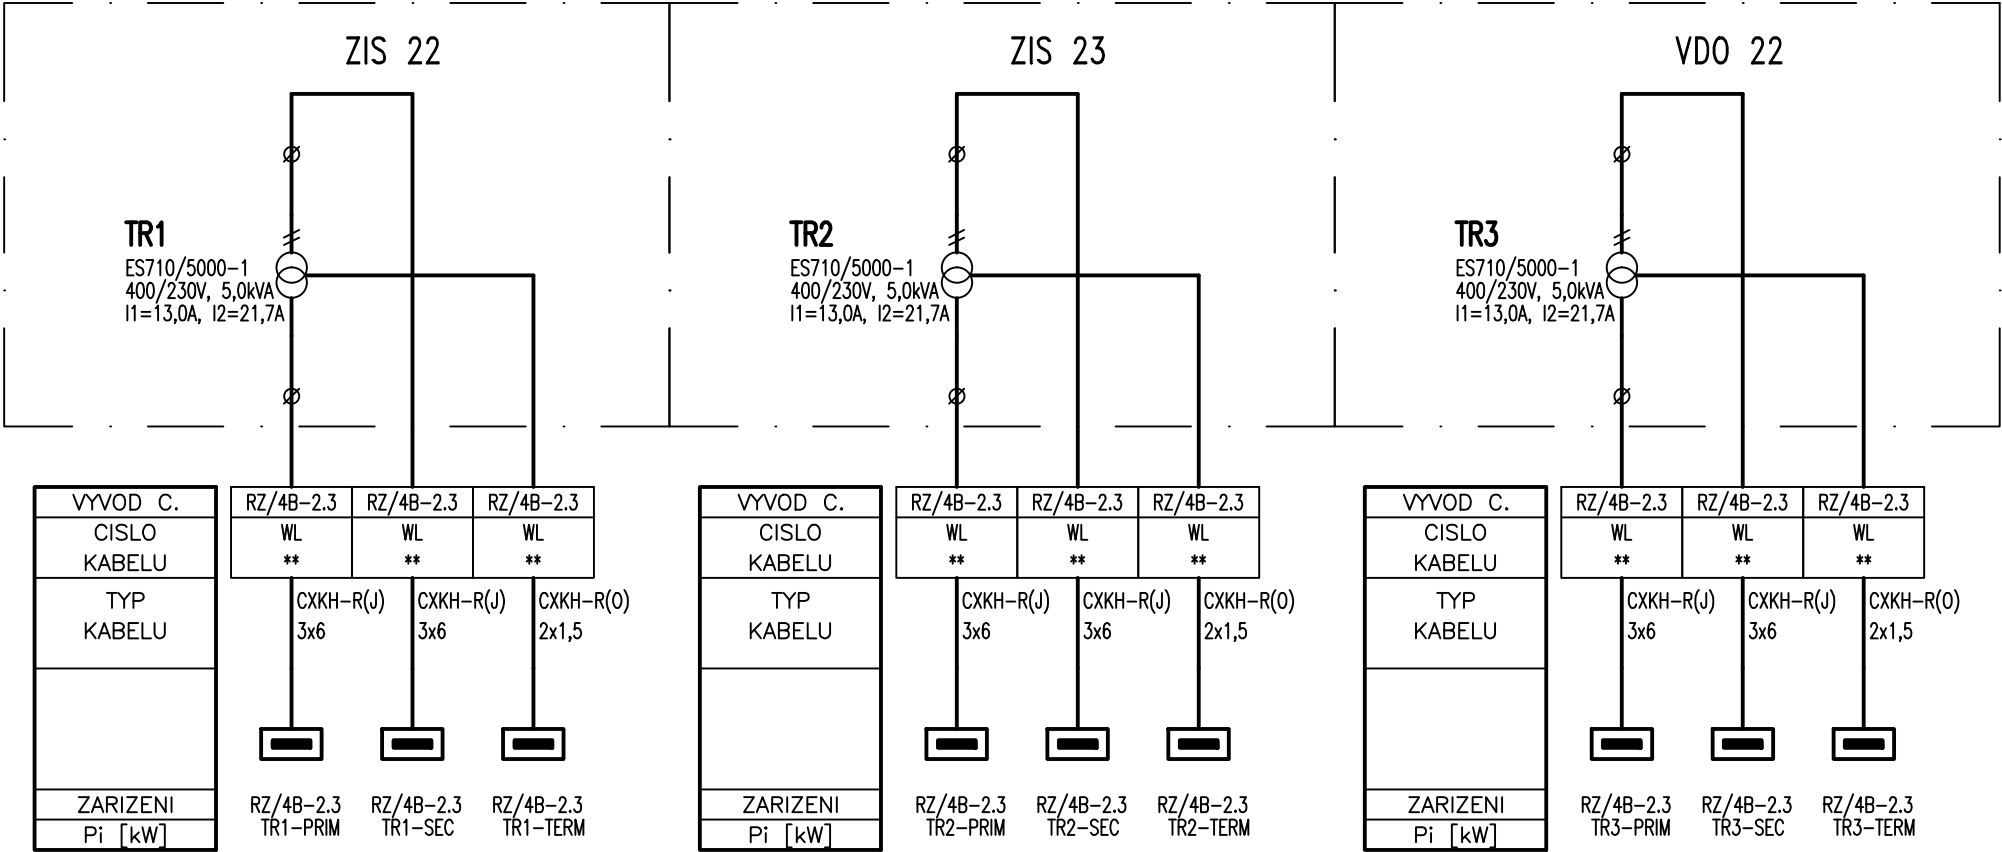 ZIS 22
TR1
ES710/5000-1
400/230V, 5,0kVA
I1=13,0A, I2=21,7A
VYVOD C.
RZ/4B-2.3
RZ/4B-2.3
RZ/4B-2.3
CISLO
KABELU
WL
**
WL
**
WL
**
TYP
KABELU
CXKH-R(J)
3x6
CXKH-R(J)
3x6
CXKH-R(O)
2x1,5
ZARIZENI
RZ/4B-2.3
TR1-PRIM
RZ/4B-2.3
TR1-SEC
RZ/4B-2.3
TR1-TERM
Pi [kW]
ZIS 23
TR2
ES710/5000-1
400/230V, 5,0kVA
I1=13,0A, I2=21,7A
VYVOD C.
RZ/4B-2.3
RZ/4B-2.3
RZ/4B-2.3
CISLO
KABELU
WL
**
WL
**
WL
**
TYP
KABELU
CXKH-R(J)
3x6
CXKH-R(J)
3x6
CXKH-R(O)
2x1,5
ZARIZENI
RZ/4B-2.3
TR2-PRIM
RZ/4B-2.3
TR2-SEC
RZ/4B-2.3
TR2-TERM
Pi [kW]
VDO 22
TR3
ES710/5000-1
400/230V, 5,0kVA
I1=13,0A, I2=21,7A
VYVOD C.
RZ/4B-2.3
RZ/4B-2.3
RZ/4B-2.3
CISLO
KABELU
WL
**
WL
**
WL
**
TYP
KABELU
CXKH-R(J)
3x6
CXKH-R(J)
3x6
CXKH-R(O)
2x1,5
ZARIZENI
RZ/4B-2.3
TR3-PRIM
RZ/4B-2.3
TR3-SEC
RZ/4B-2.3
TR3-TERM
Pi [kW]